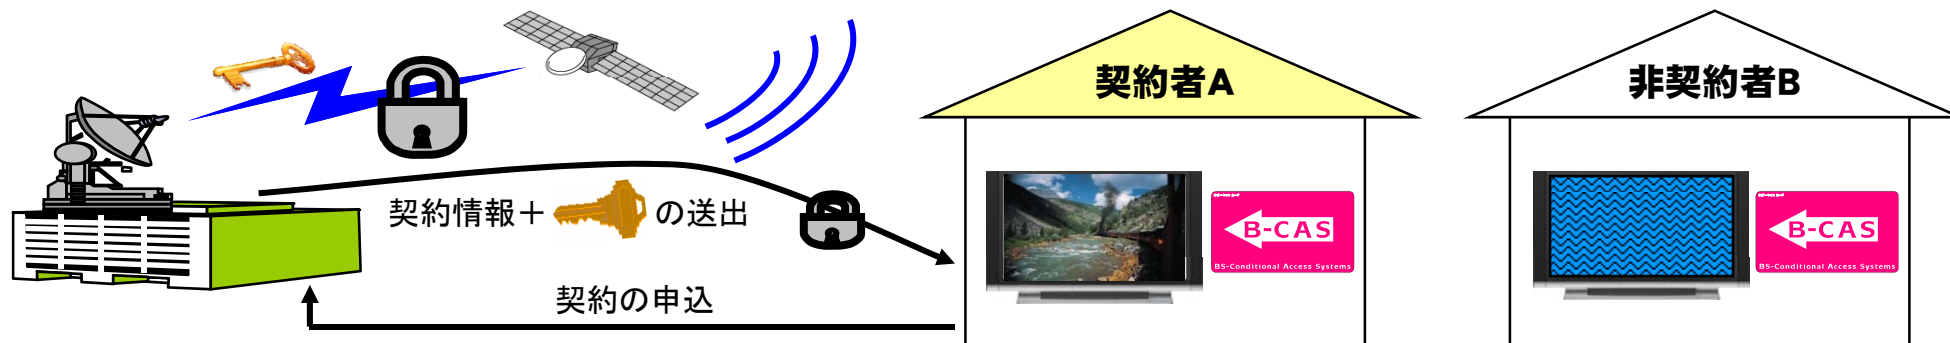 契約者A
非契約者B
契約情報＋の送出
契約の申込
B-CAS
BS-Conditional Access Systems
B-CAS
BS-Conditional Access Systems